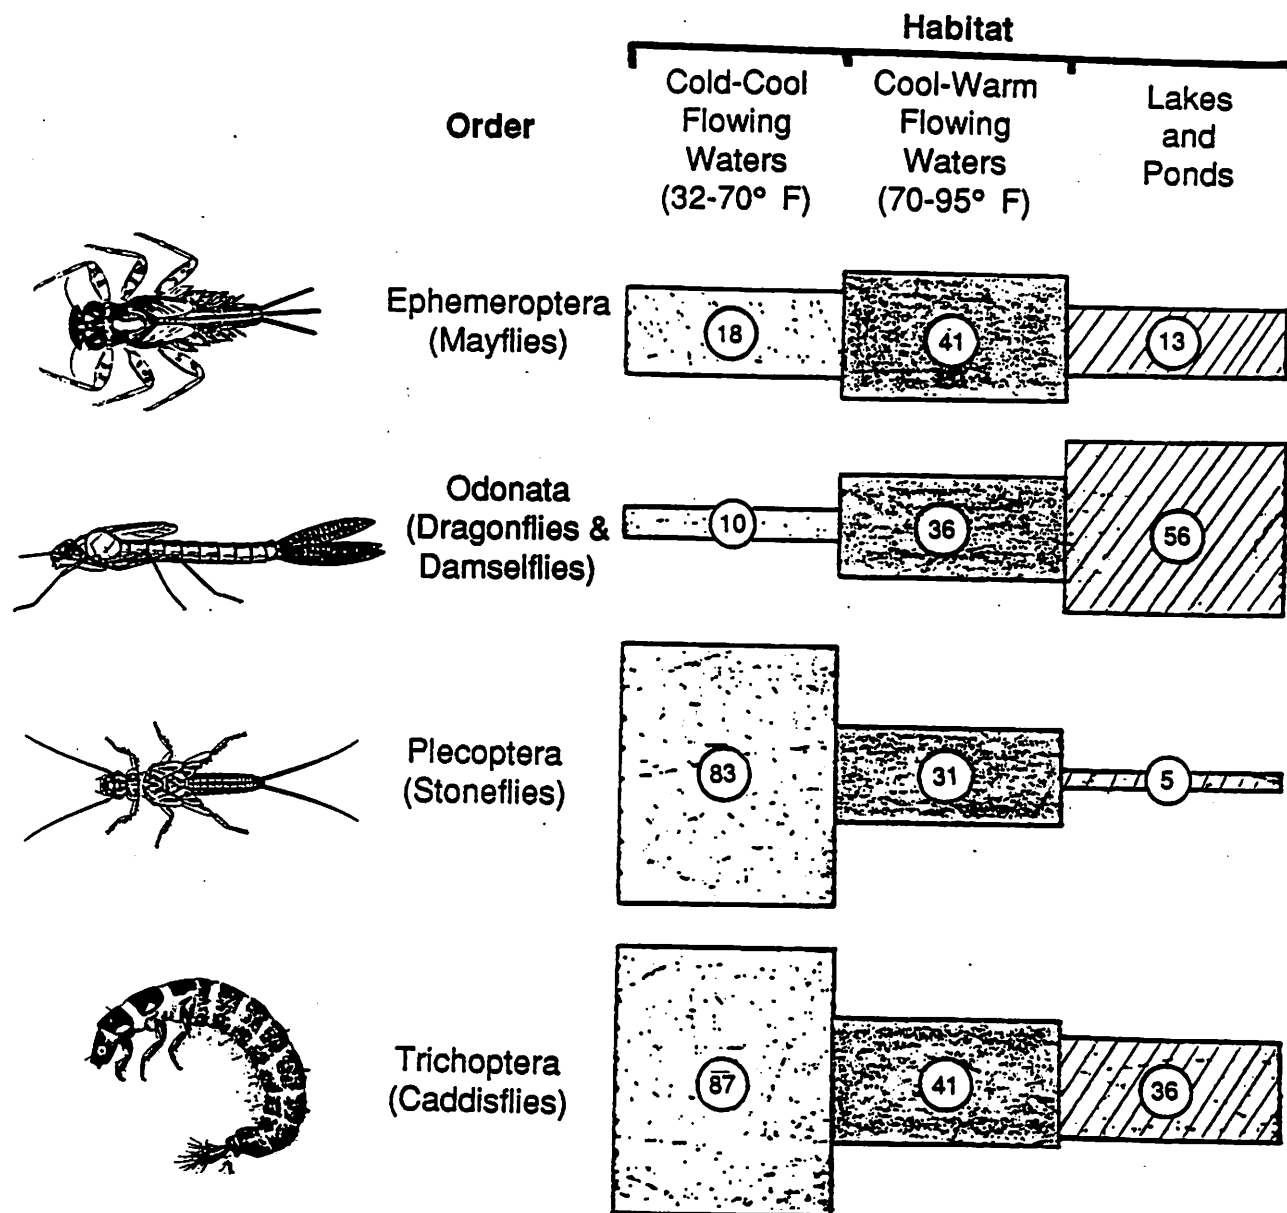 Habitat
Order
Cold-Cool
Flowing
Waters
(32-70° F)
Cool-Warm
Flowing
Waters
(70-95° F)
Lakes
and
Ponds
Ephemeroptera
(Mayflies)
18
41
13
Odonata
(Dragonflies &
Damselflies)
10
36
56
Plecoptera
(Stoneflies)
83
31
5
Trichoptera
(Caddisflies)
87
41
36